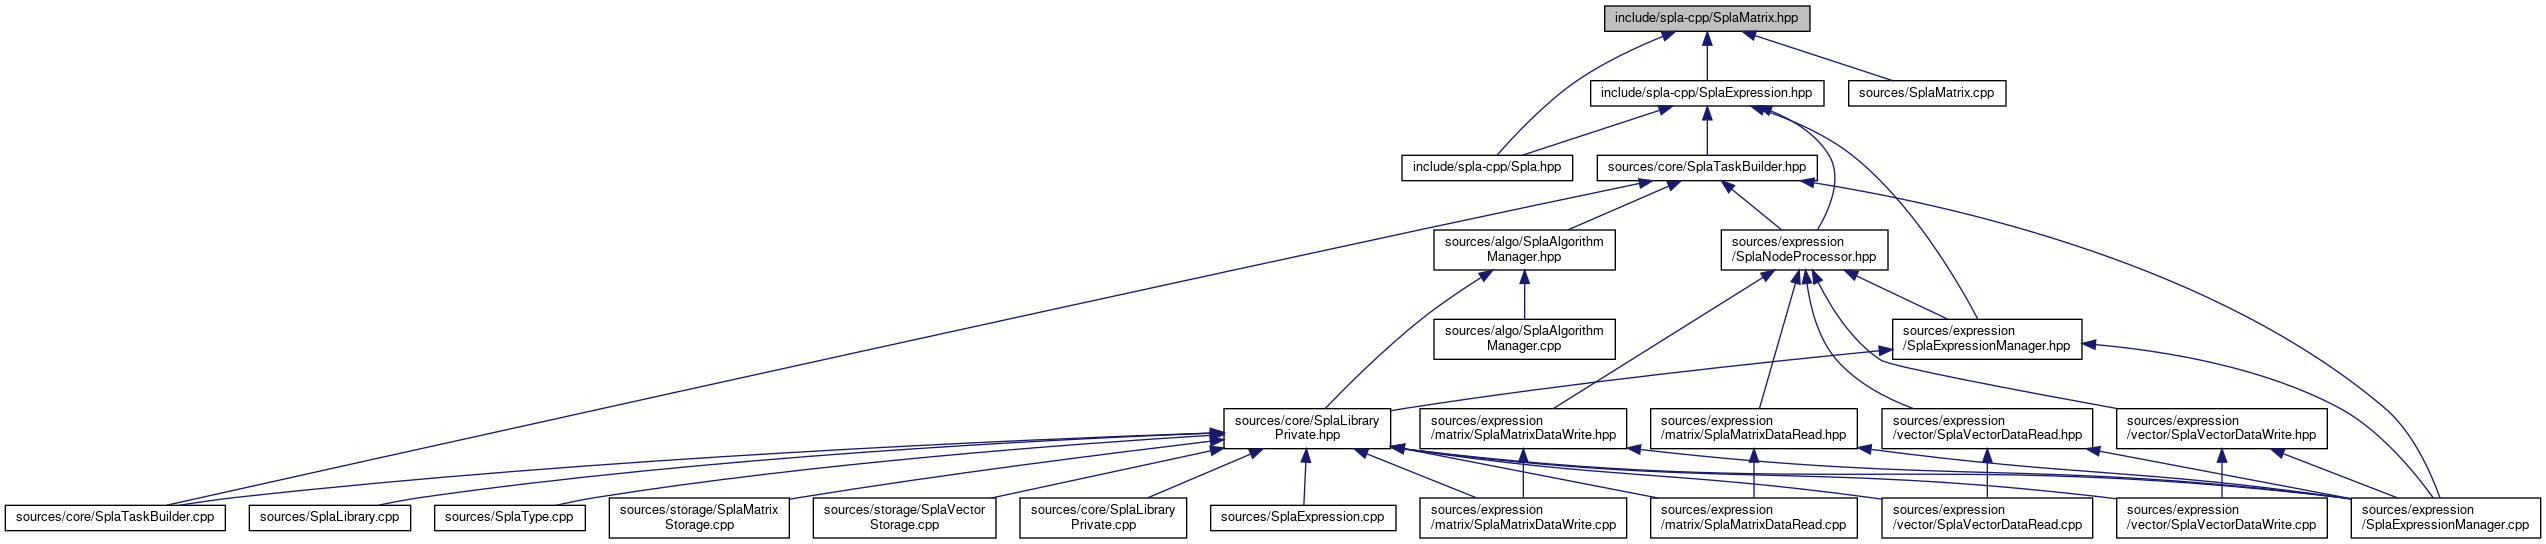 include/spla-cpp/SplaMatrix.hpp
include/spla-cpp/SplaExpression.hpp
sources/SplaMatrix.cpp
include/spla-cpp/Spla.hpp
sources/core/SplaTaskBuilder.hpp
sources/algo/SplaAlgorithm
Manager.hpp
sources/expression
/SplaNodeProcessor.hpp
sources/algo/SplaAlgorithm
Manager.cpp
sources/expression
/SplaExpressionManager.hpp
sources/core/SplaLibrary
Private.hpp
sources/expression
/matrix/SplaMatrixDataWrite.hpp
sources/expression
/matrix/SplaMatrixDataRead.hpp
sources/expression
/vector/SplaVectorDataRead.hpp
sources/expression
/vector/SplaVectorDataWrite.hpp
sources/core/SplaTaskBuilder.cpp
sources/SplaLibrary.cpp
sources/SplaType.cpp
sources/storage/SplaMatrix
Storage.cpp
sources/storage/SplaVector
Storage.cpp
sources/core/SplaLibrary
Private.cpp
sources/SplaExpression.cpp
sources/expression
/matrix/SplaMatrixDataWrite.cpp
sources/expression
/matrix/SplaMatrixDataRead.cpp
sources/expression
/vector/SplaVectorDataRead.cpp
sources/expression
/vector/SplaVectorDataWrite.cpp
sources/expression
/SplaExpressionManager.cpp